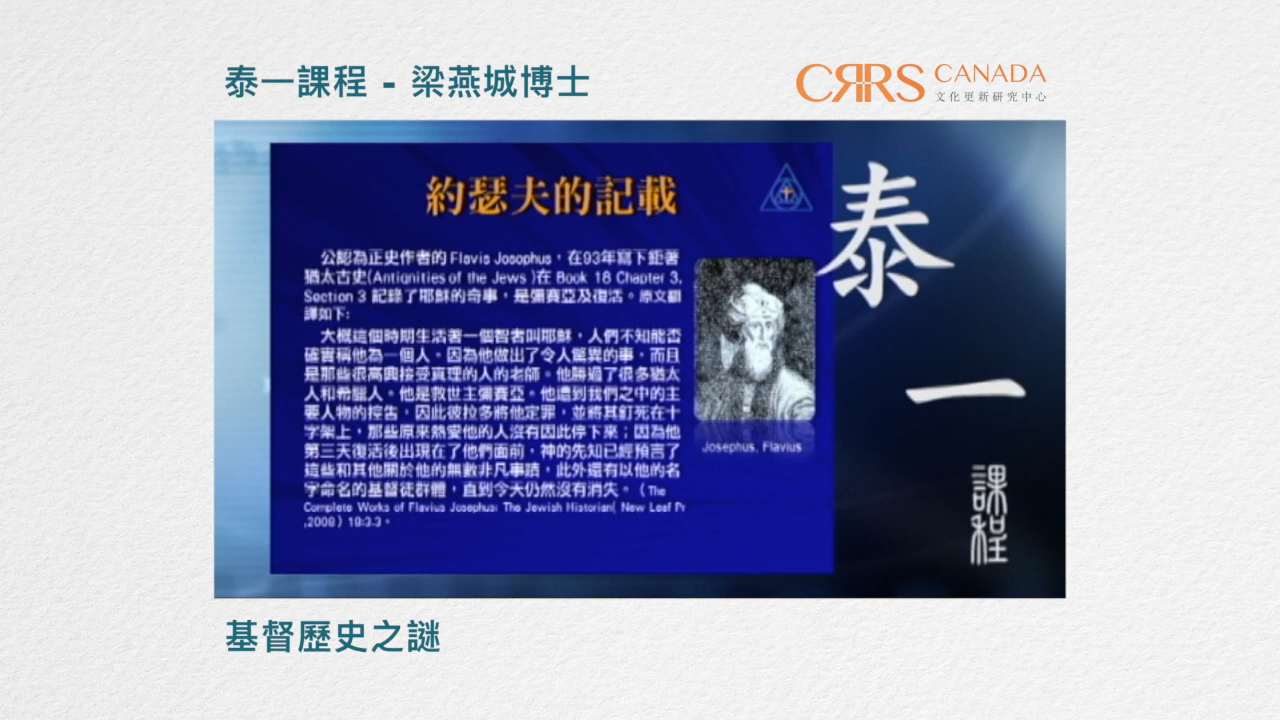 泰一課程 - 梁燕城博士
CRRS CANADA
文化更新研究中心
約瑟夫的記載
公認為正史作者的 Flavis Josophus，在93年寫下鉅著
猶太古史(Antiqnities of the Jews )在 Book 18 Chapter 3,
Section 3 記錄了耶穌的奇事，是彌賽亞及復活。原文翻
譯如下:
大概這個時期生活著一個智者叫耶穌，人們不知能否
確實稱他為一個人。因為他做出了令人驚異的事，而且
是那些很高興接受真理的人的老師。他勝過了很多猶太
人和希臘人。他是救世主彌賽亞。他遭到我們之中的主
要人物的控告，因此彼拉多將他定罪，並將其釘死在十
字架上，那些原來熱愛他的人沒有因此停下來；因為他
第三天復活後出現在了他們面前，神的先知已經預言了
這些和其他關於他的無數非凡事蹟，此外還有以他的名
字命名的基督徒群體，直到今天仍然沒有消失。（The
Complete Works of Flavius Josephus: The Jewish Historian( New Leaf Pr
,2008）18:3.3。
Josephus, Flavius
泰
一
課程
基督歷史之謎